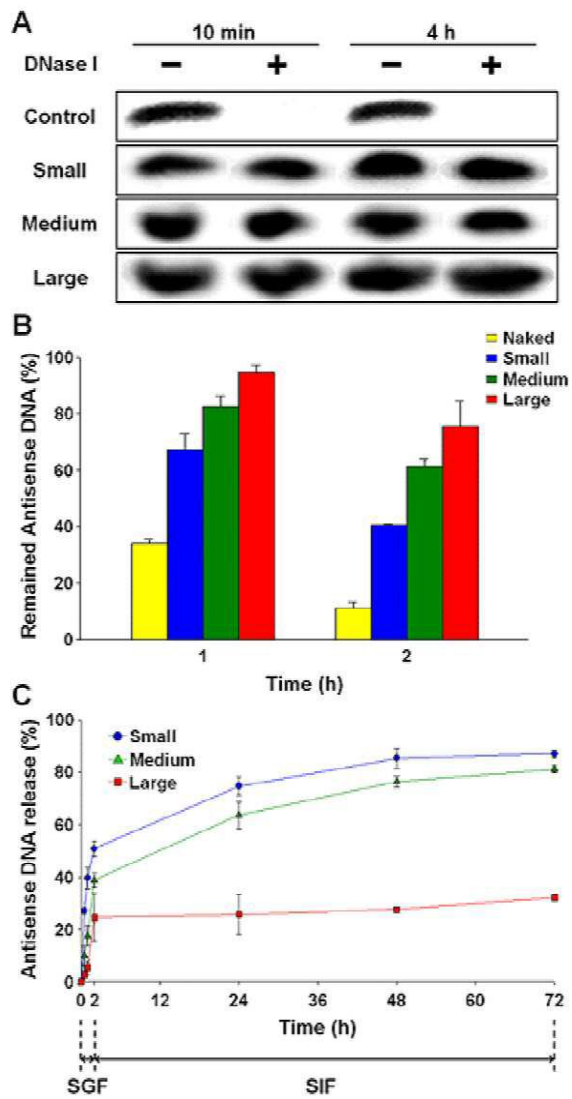 A
10 min 4 h
DNase I − + − +
Control
Small
Medium
Large
B
Remained Antisense DNA (%)
100
80
60
40
20
0
Naked
Small
Medium
Large
1 2
Time (h)
C
Antisense DNA release (%)
100
80
60
40
20
0
Small
Medium
Large
0 2 12 24 36 48 60 72
Time (h)
SGF SIF